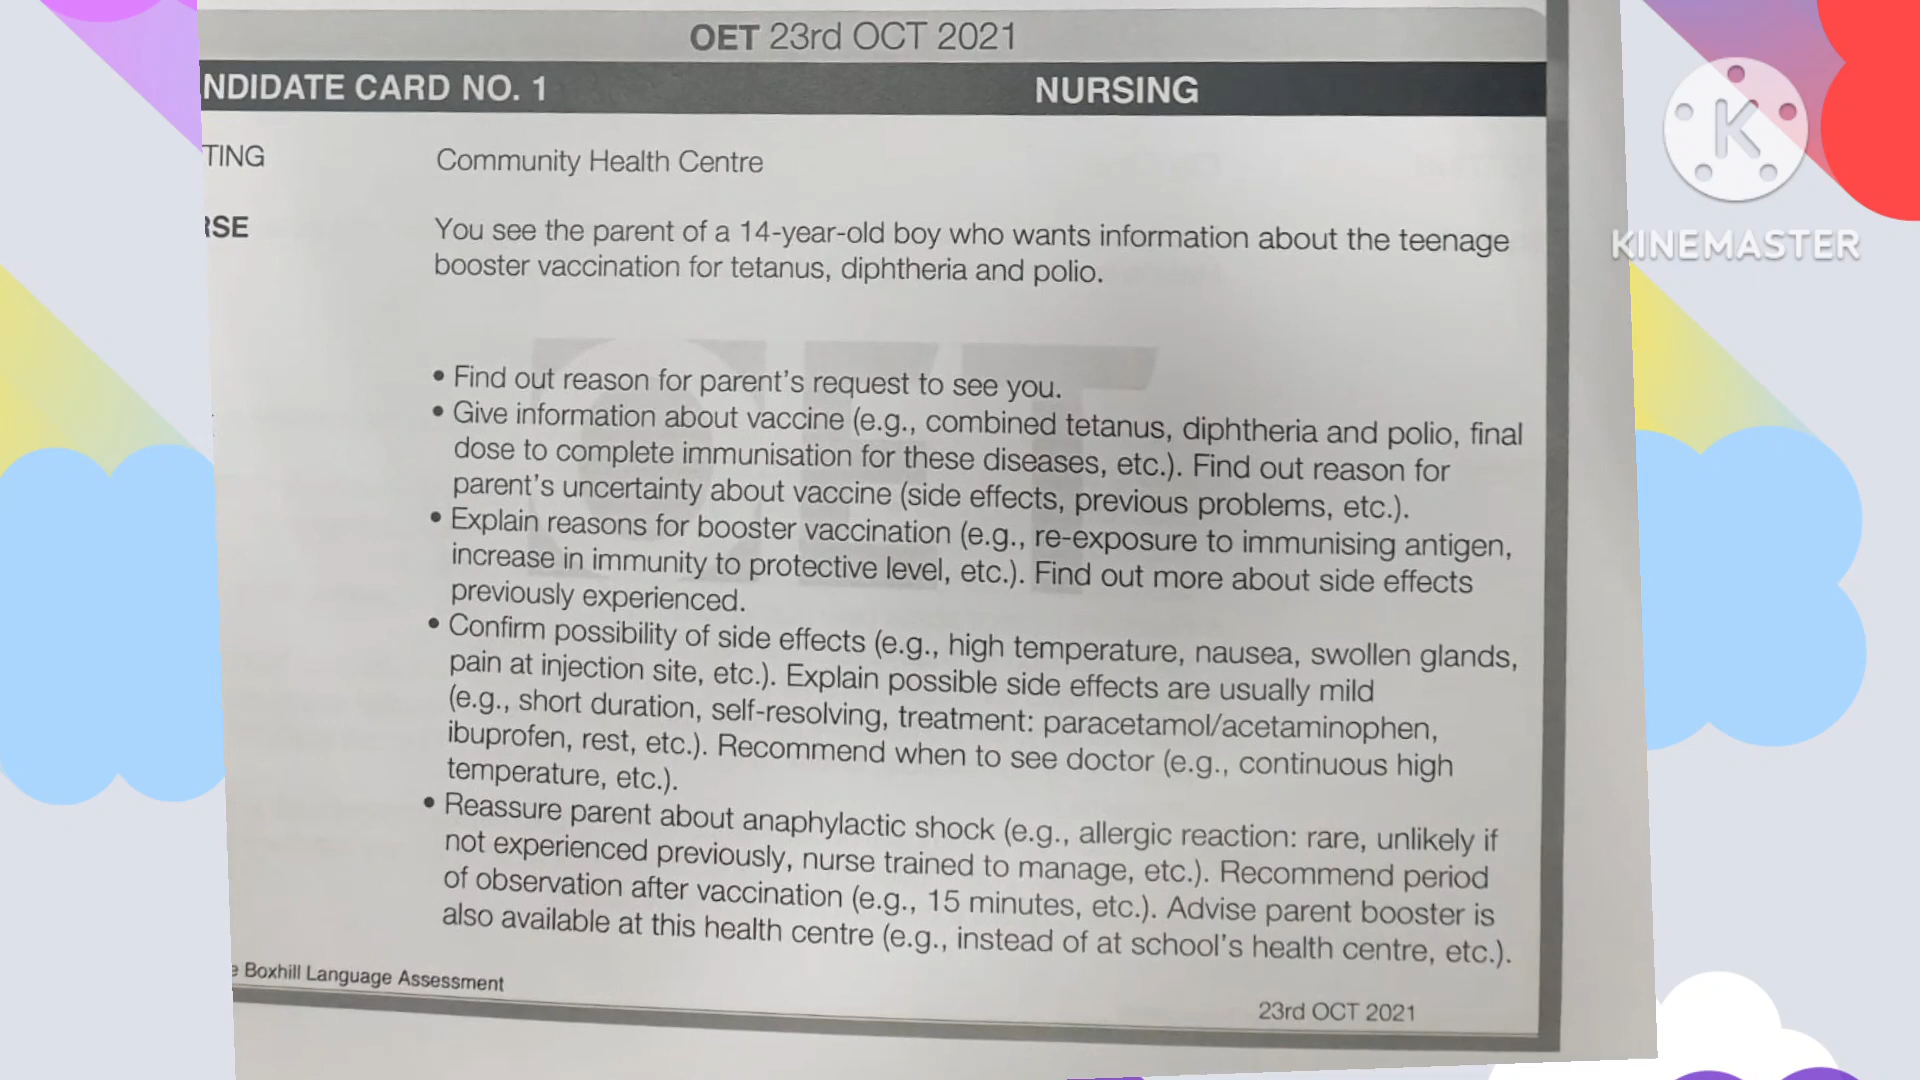 OET 23rd OCT 2021
NDIDATE CARD NO. 1 NURSING
TING Community Health Centre
RSE You see the parent of a 14-year-old boy who wants information about the teenage
booster vaccination for tetanus, diphtheria and polio.
OET
• Find out reason for parent's request to see you.
• Give information about vaccine (e.g., combined tetanus, diphtheria and polio, final
dose to complete immunisation for these diseases, etc.). Find out reason for
parent's uncertainty about vaccine (side effects, previous problems, etc.).
• Explain reasons for booster vaccination (e.g., re-exposure to immunising antigen,
increase in immunity to protective level, etc.). Find out more about side effects
previously experienced.
• Confirm possibility of side effects (e.g., high temperature, nausea, swollen glands,
pain at injection site, etc.). Explain possible side effects are usually mild
(e.g., short duration, self-resolving, treatment: paracetamol/acetaminophen,
ibuprofen, rest, etc.). Recommend when to see doctor (e.g., continuous high
temperature, etc.).
• Reassure parent about anaphylactic shock (e.g., allergic reaction: rare, unlikely if
not experienced previously, nurse trained to manage, etc.). Recommend period
of observation after vaccination (e.g., 15 minutes, etc.). Advise parent booster is
also available at this health centre (e.g., instead of at school's health centre, etc.).
e Boxhill Language Assessment
23rd OCT 2021
K
KINEMASTER